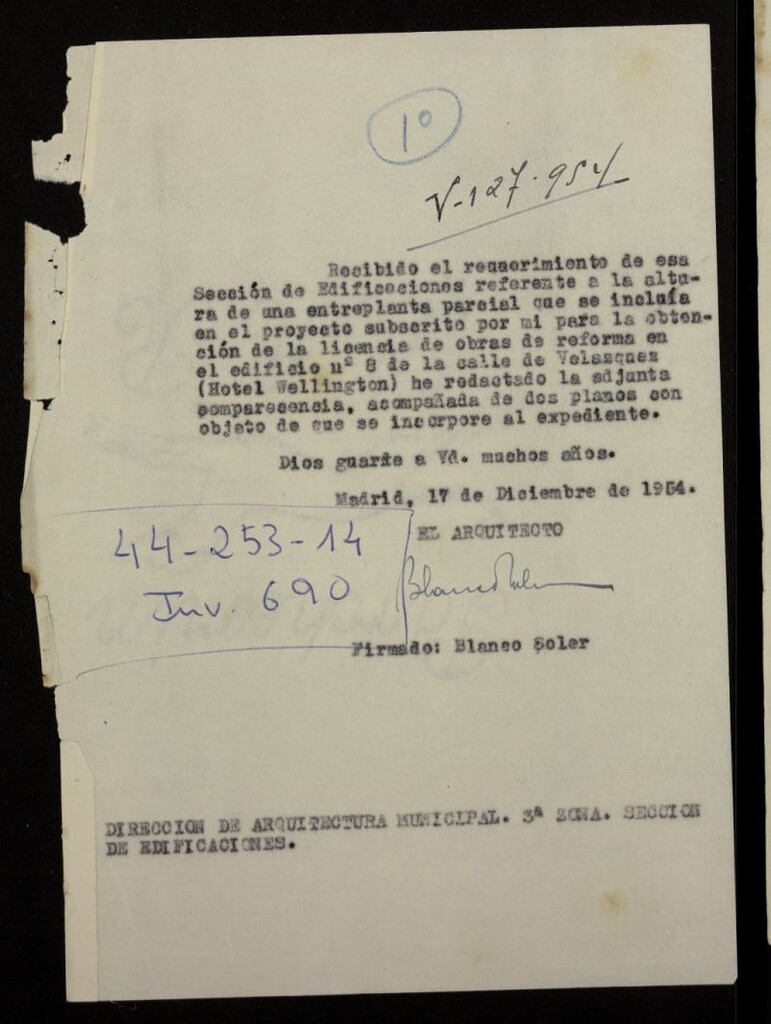 1º
V-127-954
Recibido el requerimiento de esa
Sección de Edificaciones referente a la altu-
ra de una entreplanta parcial que se incluía
en el proyecto subscrito por mi para la obten-
ción de la licencia de obras de reforma en
el edificio nº 8 de la calle de Velazquez
(Hotel Wellington) he redactado la adjunta
comparecencia, acompañada de dos planos con
objeto de que se incorpore al expediente.
Dios guarde a Vd. muchos años.
Madrid, 17 de Diciembre de 1954.
EL ARQUITECTO
44-253-14
Inv. 690
Firmado: Blanco Soler
DIRECCION DE ARQUITECTURA MUNICIPAL. 3ª ZONA. SECCION
DE EDIFICACIONES.